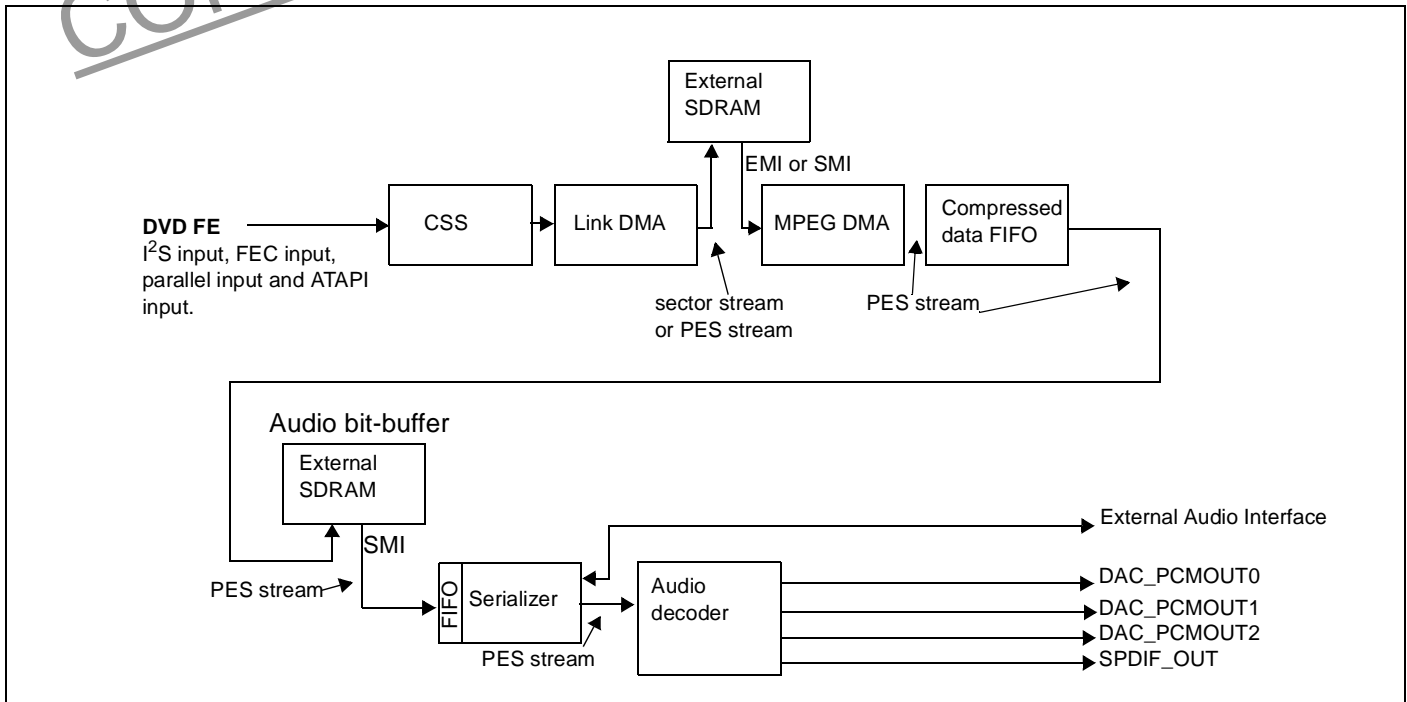 External
SDRAM
EMI or SMI
DVD FE
I²S input, FEC input,
parallel input and ATAPI
input.
CSS
Link DMA
MPEG DMA
Compressed
data FIFO
sector stream
or PES stream
PES stream
Audio bit-buffer
External
SDRAM
SMI
PES stream
FIFO
Serializer
PES stream
Audio
decoder
External Audio Interface
DAC_PCMOUT0
DAC_PCMOUT1
DAC_PCMOUT2
SPDIF_OUT